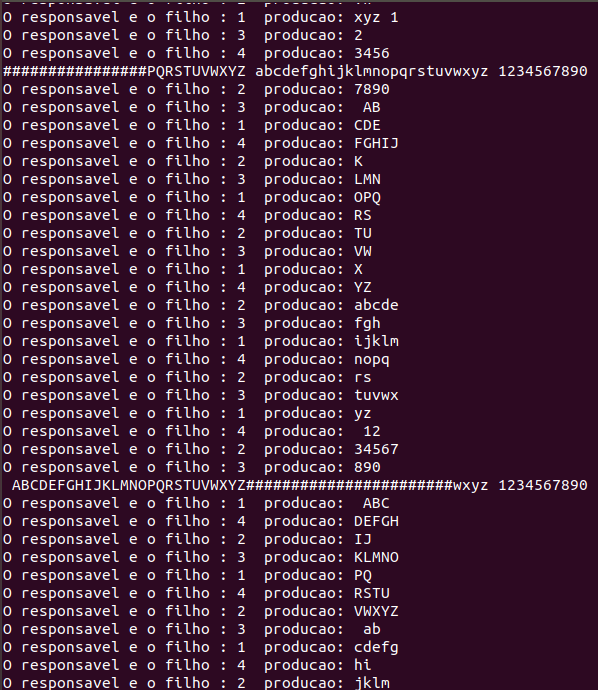 O responsavel e o filho : 1  producao: xyz 1
O responsavel e o filho : 3  producao: 2
O responsavel e o filho : 4  producao: 3456
################PQRSTUVWXYZ abcdefghijklmnopqrstuvwxyz 1234567890
O responsavel e o filho : 2  producao: 7890
O responsavel e o filho : 3  producao:  AB
O responsavel e o filho : 1  producao: CDE
O responsavel e o filho : 4  producao: FGHIJ
O responsavel e o filho : 2  producao: K
O responsavel e o filho : 3  producao: LMN
O responsavel e o filho : 1  producao: OPQ
O responsavel e o filho : 4  producao: RS
O responsavel e o filho : 2  producao: TU
O responsavel e o filho : 3  producao: VW
O responsavel e o filho : 1  producao: X
O responsavel e o filho : 4  producao: YZ
O responsavel e o filho : 2  producao: abcde
O responsavel e o filho : 3  producao: fgh
O responsavel e o filho : 1  producao: ijklm
O responsavel e o filho : 4  producao: nopq
O responsavel e o filho : 2  producao: rs
O responsavel e o filho : 3  producao: tuvwx
O responsavel e o filho : 1  producao: yz
O responsavel e o filho : 4  producao:  12
O responsavel e o filho : 2  producao: 34567
O responsavel e o filho : 3  producao: 890
 ABCDEFGHIJKLMNOPQRSTUVWXYZ#######################wxyz 1234567890
O responsavel e o filho : 1  producao:  ABC
O responsavel e o filho : 4  producao: DEFGH
O responsavel e o filho : 2  producao: IJ
O responsavel e o filho : 3  producao: KLMNO
O responsavel e o filho : 1  producao: PQ
O responsavel e o filho : 4  producao: RSTU
O responsavel e o filho : 2  producao: VWXYZ
O responsavel e o filho : 3  producao:  ab
O responsavel e o filho : 1  producao: cdefg
O responsavel e o filho : 4  producao: hi
O responsavel e o filho : 2  producao: jklm